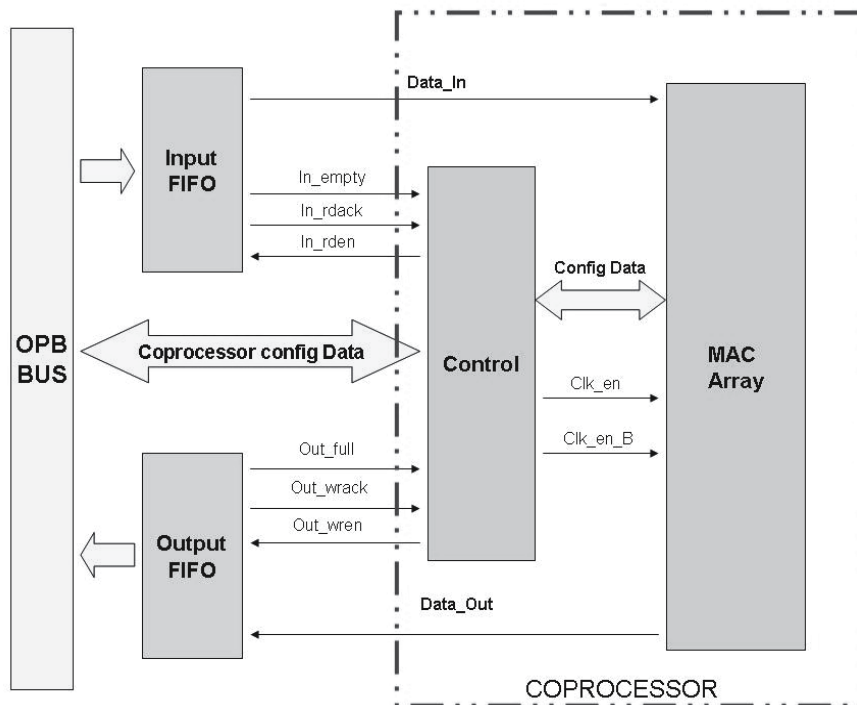 Data_In
Input
FIFO
In_empty
In_rdack
In_rden
Config Data
OPB
BUS
Coprocessor config Data
Control
MAC
Array
Clk_en
Clk_en_B
Out_full
Out_wrack
Out_wren
Output
FIFO
Data_Out
COPROCESSOR